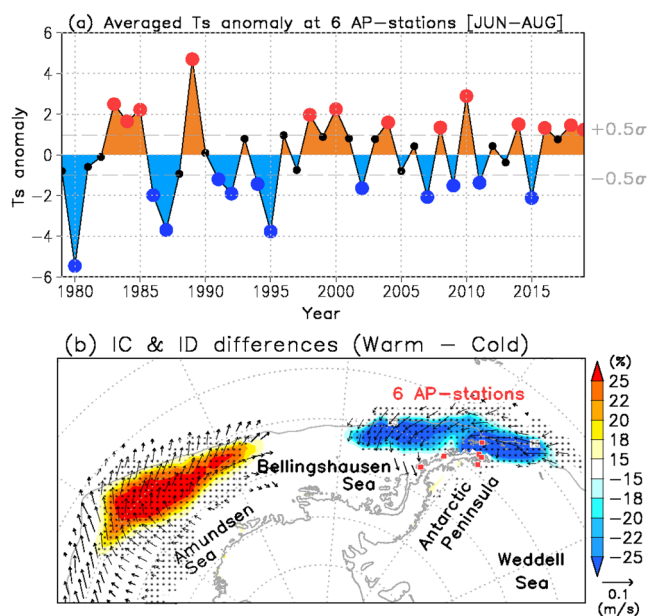 (a) Averaged Ts anomaly at 6 AP-stations [JUN-AUG]
6
4
2
0
-2
-4
-6
Ts anomaly
+0.5σ
-0.5σ
1980 1985 1990 1995 2000 2005 2010 2015
Year
(b) IC & ID differences (Warm - Cold)
(%)
6 AP-stations
25
22
20
18
15
-15
-18
-20
-22
-25
Bellingshausen
Sea
Amundsen
Sea
Antarctic
Peninsula
Weddell
Sea
0.1
(m/s)